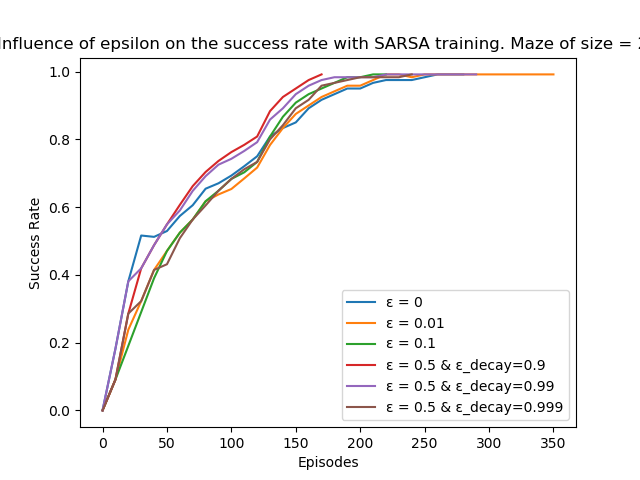 Influence of epsilon on the success rate with SARSA training. Maze of size =
1.0
0.8
0.6
0.4
0.2
0.0
Success Rate
ε = 0
ε = 0.01
ε = 0.1
ε = 0.5 & ε_decay=0.9
ε = 0.5 & ε_decay=0.99
ε = 0.5 & ε_decay=0.999
0 50 100 150 200 250 300 350
Episodes